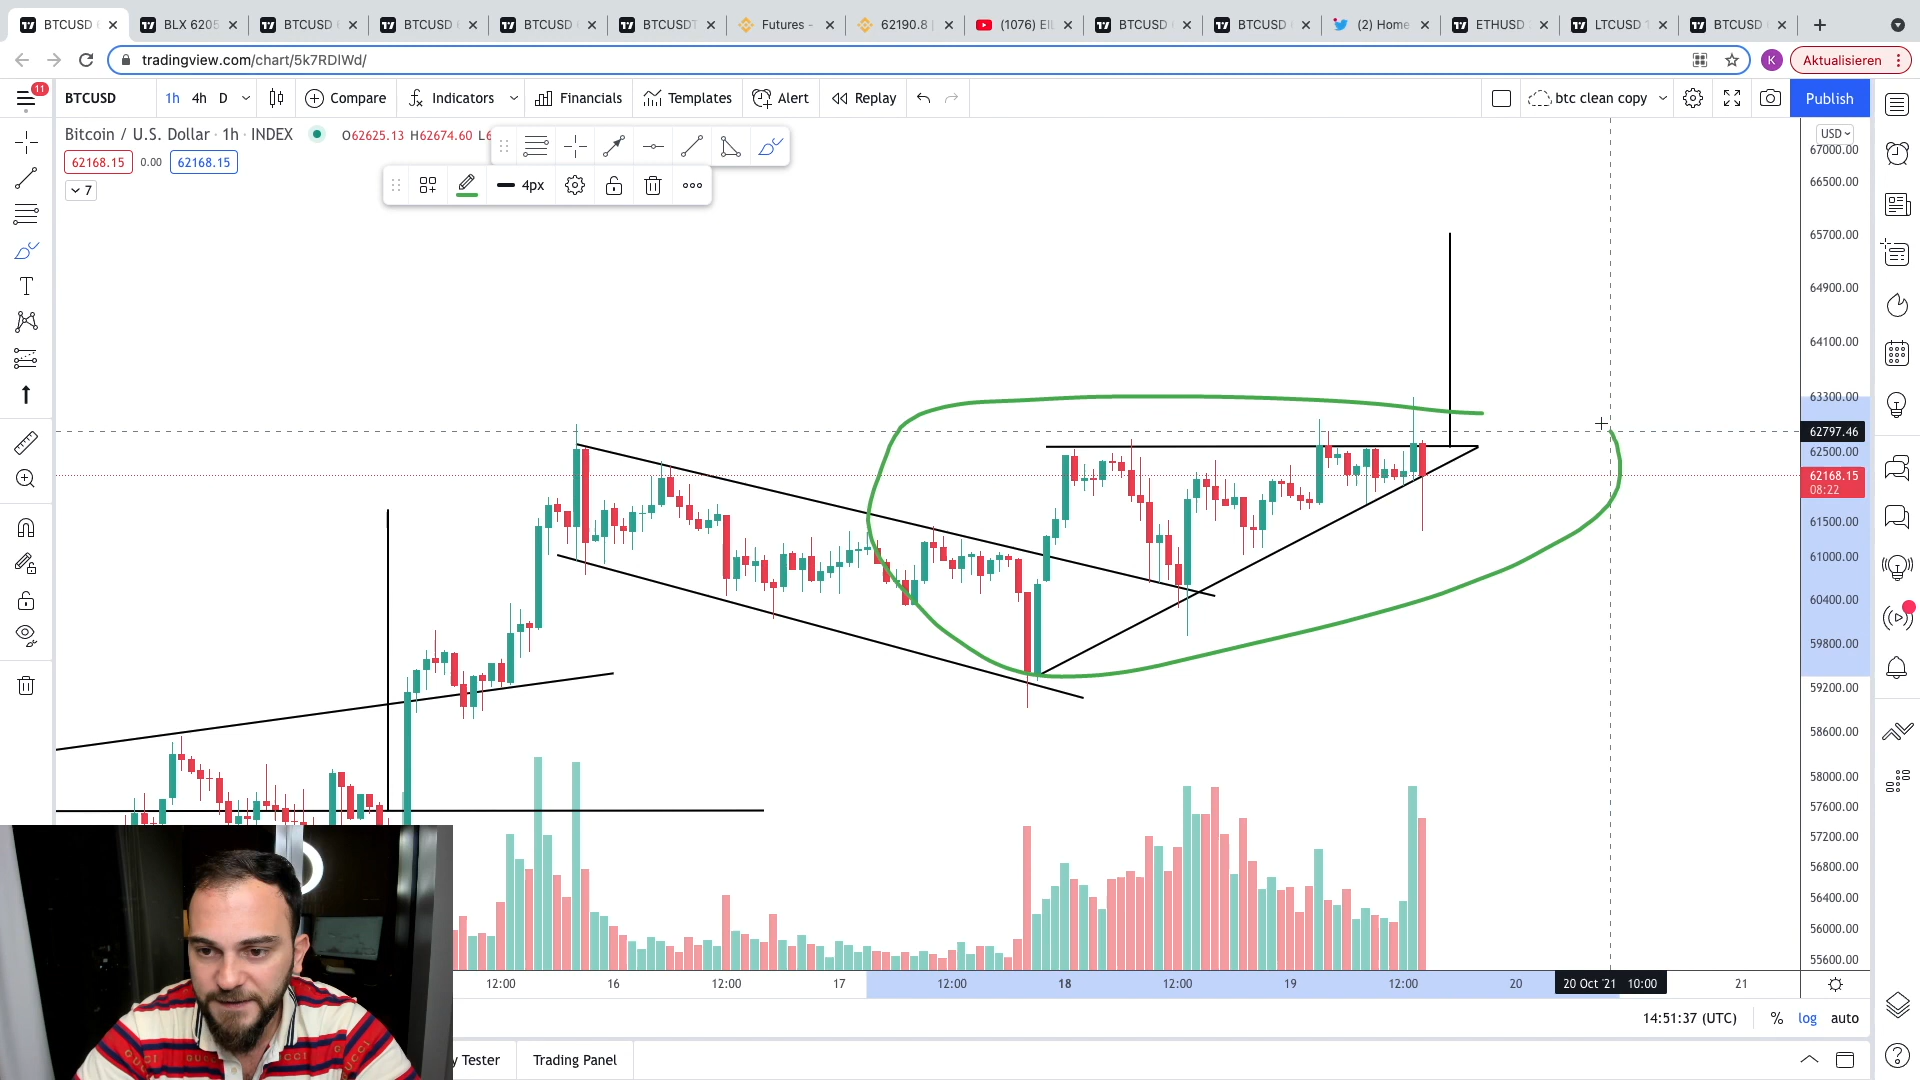 BTCUSD
BLX 6205
BTCUSD
BTCUSD
BTCUSD
BTCUSDT
Futures -
62190.8
(1076) EIL
BTCUSD
BTCUSD
(2) Home
ETHUSD
LTCUSD
BTCUSD
tradingview.com/chart/5k7RDlWd/
K
Aktualisieren
11
BTCUSD
1h 4h D
Compare
Indicators
Financials
Templates
Alert
Replay
btc clean copy
Publish
Bitcoin / U.S. Dollar · 1h · INDEX
O62625.13 H62674.60 L6
62168.15 0.00 62168.15
7
4px
USD
67000.00
66500.00
65700.00
64900.00
64100.00
63300.00
62797.46
62500.00
62168.15
08:22
61500.00
61000.00
60400.00
59800.00
59200.00
58600.00
58000.00
57600.00
57200.00
56800.00
56400.00
56000.00
55600.00
12:00 16 12:00 17 12:00 18 12:00 19 12:00 20 20 Oct '21 10:00 21
14:51:37 (UTC) % log auto
y Tester
Trading Panel
GUCCI